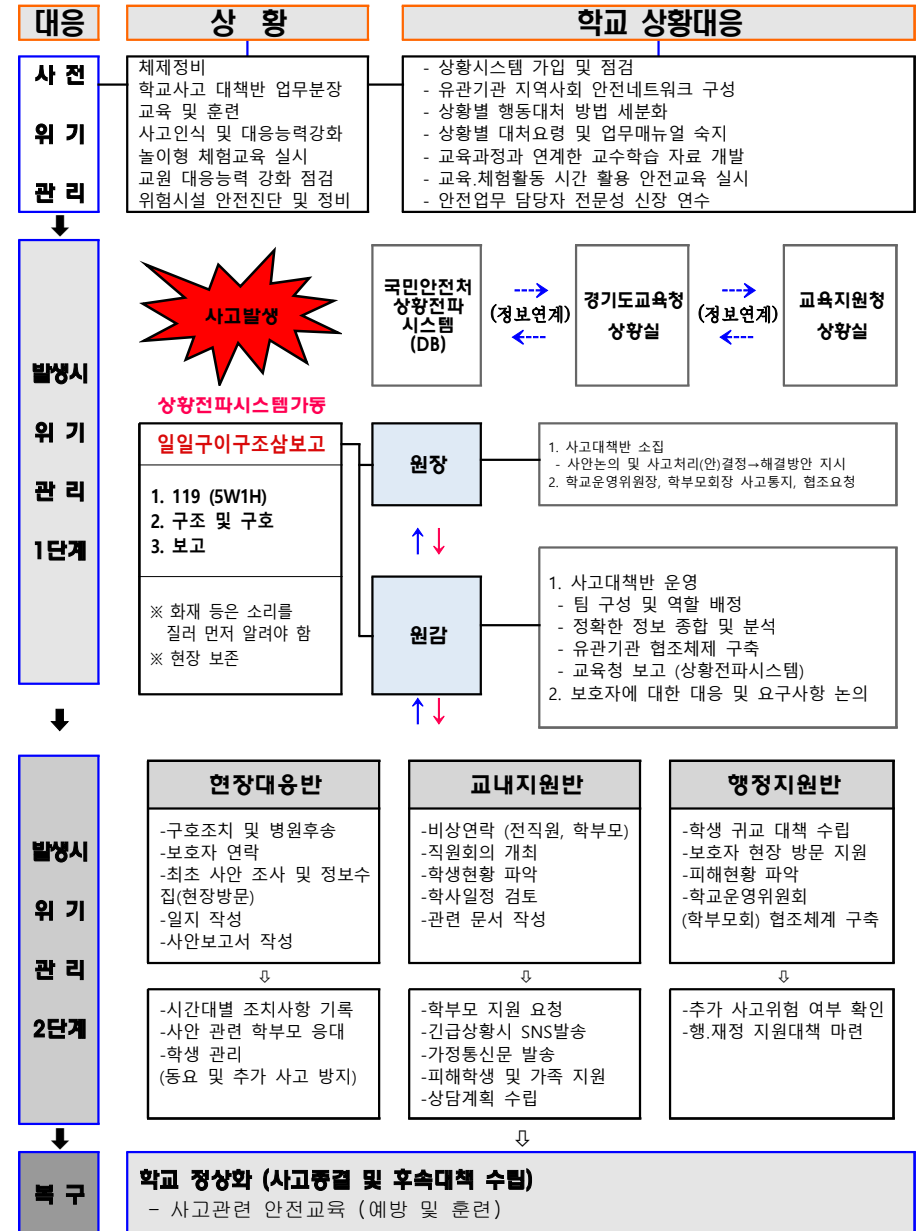 대응
상 황
학교 상황대응
사 전
위 기
관 리
체제정비
학교사고 대책반 업무분장
교육 및 훈련
사고인식 및 대응능력강화
놀이형 체험교육 실시
교원 대응능력 강화 점검
위험시설 안전진단 및 정비
- 상황시스템 가입 및 점검
- 유관기관 지역사회 안전네트워크 구성
- 상황별 행동대처 방법 세분화
- 상황별 대처요령 및 업무매뉴얼 숙지
- 교육과정과 연계한 교수학습 자료 개발
- 교육.체험활동 시간 활용 안전교육 실시
- 안전업무 담당자 전문성 신장 연수
발생시
위 기
관 리
1단계
사고발생
국민안전처
상황전파
시스템
(DB)
(정보연계)
경기도교육청
상황실
(정보연계)
교육지원청
상황실
상황전파시스템가동
일일구이구조삼보고
1. 119 (5W1H)
2. 구조 및 구호
3. 보고
※ 화재 등은 소리를
질러 먼저 알려야 함
※ 현장 보존
원장
1. 사고대책반 소집
- 사안논의 및 사고처리(안)결정→해결방안 지시
2. 학교운영위원장, 학부모회장 사고통지, 협조요청
원감
1. 사고대책반 운영
- 팀 구성 및 역할 배정
- 정확한 정보 종합 및 분석
- 유관기관 협조체제 구축
- 교육청 보고 (상황전파시스템)
2. 보호자에 대한 대응 및 요구사항 논의
발생시
위 기
관 리
2단계
현장대응반
-구호조치 및 병원후송
-보호자 연락
-최초 사안 조사 및 정보수
집(현장방문)
-일지 작성
-사안보고서 작성
-시간대별 조치사항 기록
-사안 관련 학부모 응대
-학생 관리
(동요 및 추가 사고 방지)
교내지원반
-비상연락 (전직원, 학부모)
-직원회의 개최
-학생현황 파악
-학사일정 검토
-관련 문서 작성
-학부모 지원 요청
-긴급상황시 SNS발송
-가정통신문 발송
-피해학생 및 가족 지원
-상담계획 수립
행정지원반
-학생 귀교 대책 수립
-보호자 현장 방문 지원
-피해현황 파악
-학교운영위원회
(학부모회) 협조체계 구축
-추가 사고위험 여부 확인
-행.재정 지원대책 마련
복 구
학교 정상화 (사고종결 및 후속대책 수립)
- 사고관련 안전교육 (예방 및 훈련)